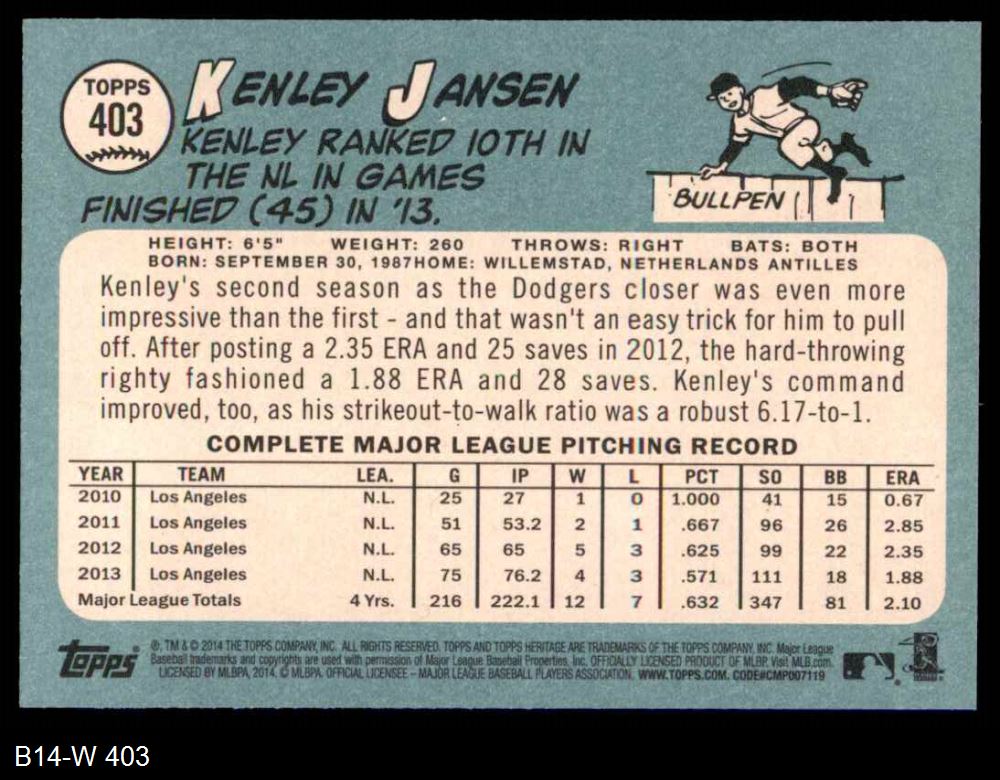 TOPPS
403
KENLEY JANSEN
KENLEY RANKED 10TH IN
THE NL IN GAMES
FINISHED (45) IN '13.
BULLPEN
HEIGHT: 6'5" WEIGHT: 260 THROWS: RIGHT BATS: BOTH
BORN: SEPTEMBER 30, 1987HOME: WILLEMSTAD, NETHERLANDS ANTILLES
Kenley's second season as the Dodgers closer was even more
impressive than the first - and that wasn't an easy trick for him to pull
off. After posting a 2.35 ERA and 25 saves in 2012, the hard-throwing
righty fashioned a 1.88 ERA and 28 saves. Kenley's command
improved, too, as his strikeout-to-walk ratio was a robust 6.17-to-1.
COMPLETE MAJOR LEAGUE PITCHING RECORD
YEAR TEAM LEA. G IP W L PCT SO BB ERA
2010 Los Angeles N.L. 25 27 1 0 1.000 41 15 0.67
2011 Los Angeles N.L. 51 53.2 2 1 .667 96 26 2.85
2012 Los Angeles N.L. 65 65 5 3 .625 99 22 2.35
2013 Los Angeles N.L. 75 76.2 4 3 .571 111 18 1.88
Major League Totals 4 Yrs. 216 222.1 12 7 .632 347 81 2.10
Topps
®, TM & © 2014 THE TOPPS COMPANY, INC. ALL RIGHTS RESERVED. TOPPS AND TOPPS HERITAGE ARE TRADEMARKS OF THE TOPPS COMPANY, INC. Major League
Baseball trademarks and copyrights are used with permission of Major League Baseball Properties, Inc. OFFICIALLY LICENSED PRODUCT OF MLBP. Visit MLB.com.
LICENSED BY MLBPA, 2014. © MLBPA. OFFICIAL LICENSEE - MAJOR LEAGUE BASEBALL PLAYERS ASSOCIATION. WWW.TOPPS.COM. CODE#CMP007119
B14-W 403